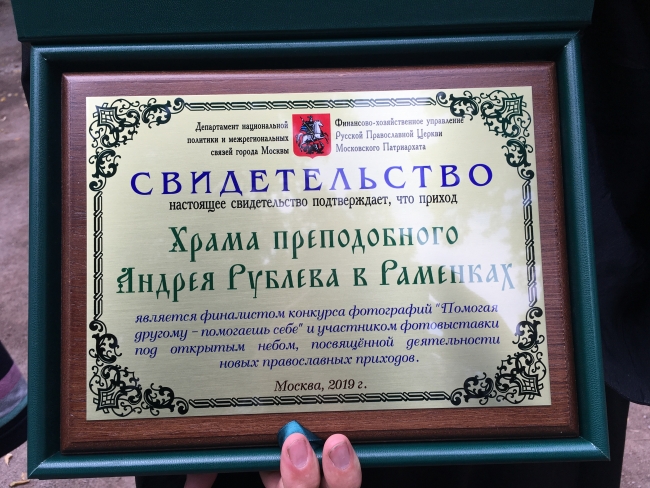 Департамент национальной
политики и межрегиональных
связей города Москвы
Финансово-хозяйственное управление
Русской Православной Церкви
Московского Патриархата
СВИДЕТЕЛЬСТВО
настоящее свидетельство подтверждает, что приход
Храма преподобного
Андрея Рублева в Раменках
является финалистом конкурса фотографий "Помогая
другому – помогаешь себе" и участником фотовыставки
под открытым небом, посвящённой деятельности
новых православных приходов.
Москва, 2019 г.